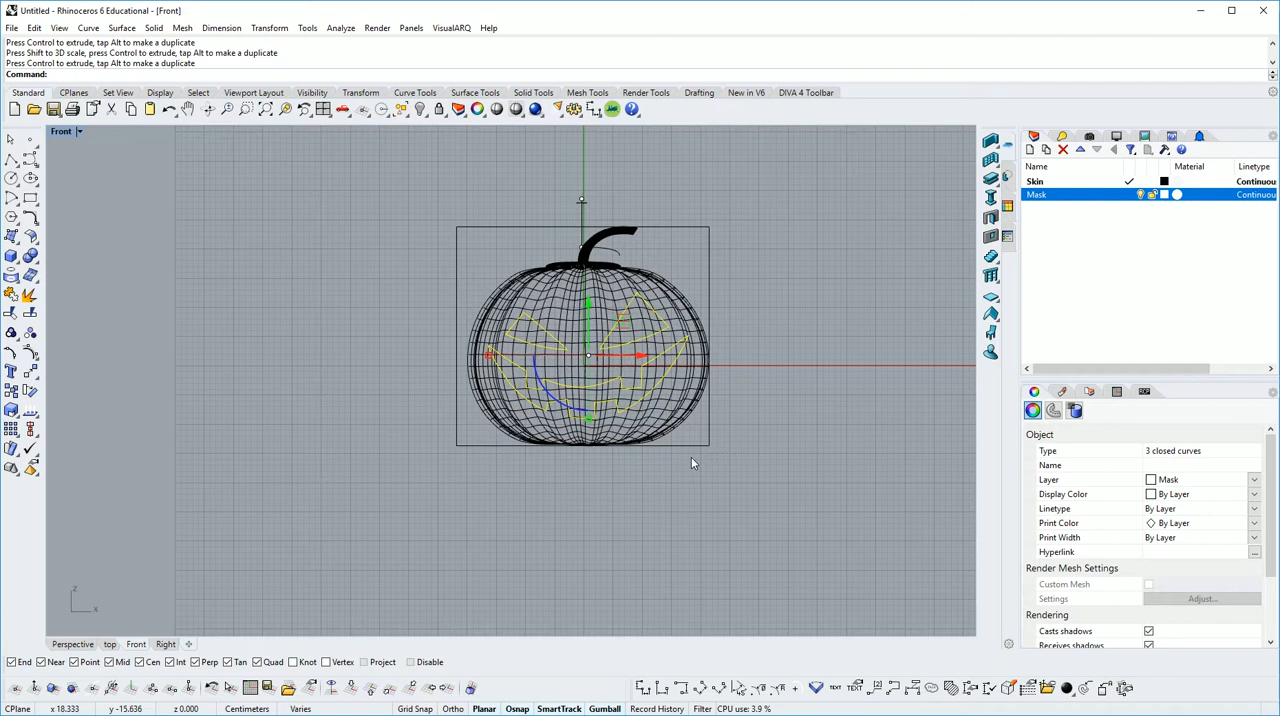 Untitled - Rhinoceros 6 Educational - [Front]
File Edit View Curve Surface Solid Mesh Dimension Transform Tools Analyze Render Panels VisualARQ Help
Press Control to extrude, tap Alt to make a duplicate
Press Shift to 3D scale, press Control to extrude, tap Alt to make a duplicate
Press Control to extrude, tap Alt to make a duplicate
Command:
Standard CPlanes Set View Display Select Viewport Layout Visibility Transform Curve Tools Surface Tools Solid Tools Mesh Tools Render Tools Drafting New in V6 DIVA 4 Toolbar
Front
Name Material Linetype
Skin Continuou
Mask Continuou
Object
Type 3 closed curves
Name
Layer Mask
Display Color By Layer
Linetype By Layer
Print Color By Layer
Print Width By Layer
Hyperlink ...
Render Mesh Settings
Custom Mesh
Settings Adjust...
Rendering
Casts shadows
Receives shadows
z
x
Perspective top Front Right
End Near Point Mid Cen Int Perp Tan Quad Knot Vertex Project Disable
CPlane x 18.333 y -15.636 z 0.000 Centimeters Varies Grid Snap Ortho Planar Osnap SmartTrack Gumball Record History Filter CPU use: 3.9 %